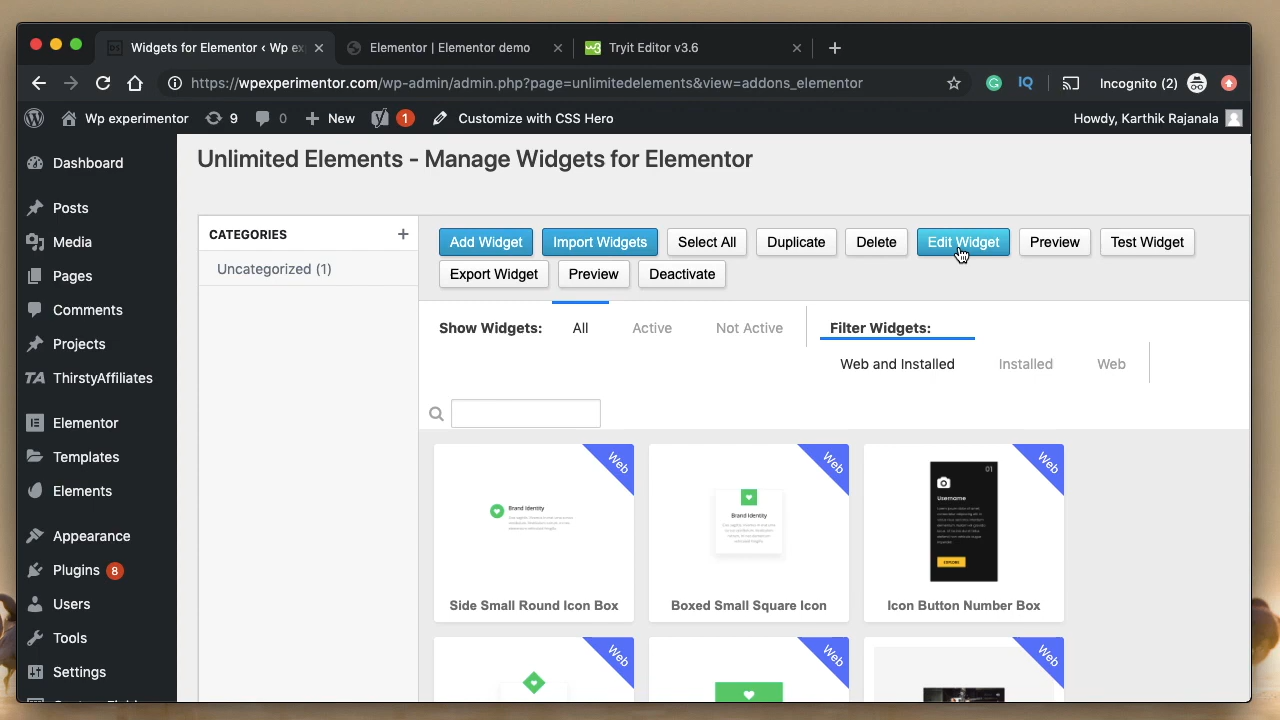 Widgets for Elementor ‹ Wp ex
Elementor | Elementor demo
Tryit Editor v3.6
https://wpexperimentor.com/wp-admin/admin.php?page=unlimitedelements&view=addons_elementor
IQ
Incognito (2)
Wp experimentor
9
0
New
1
Customize with CSS Hero
Howdy, Karthik Rajanala
Dashboard
Posts
Media
Pages
Comments
Projects
TA ThirstyAffiliates
Elementor
Templates
Elements
Appearance
Plugins 8
Users
Tools
Settings
Unlimited Elements - Manage Widgets for Elementor
CATEGORIES +
Uncategorized (1)
Add Widget
Import Widgets
Select All
Duplicate
Delete
Edit Widget
Preview
Test Widget
Export Widget
Preview
Deactivate
Show Widgets:
All
Active
Not Active
Filter Widgets:
Web and Installed
Installed
Web
Web
Brand Identity
Side Small Round Icon Box
Web
Brand Identity
Boxed Small Square Icon
Web
01
Username
EXPLORE
Icon Button Number Box
Web
Web
Web